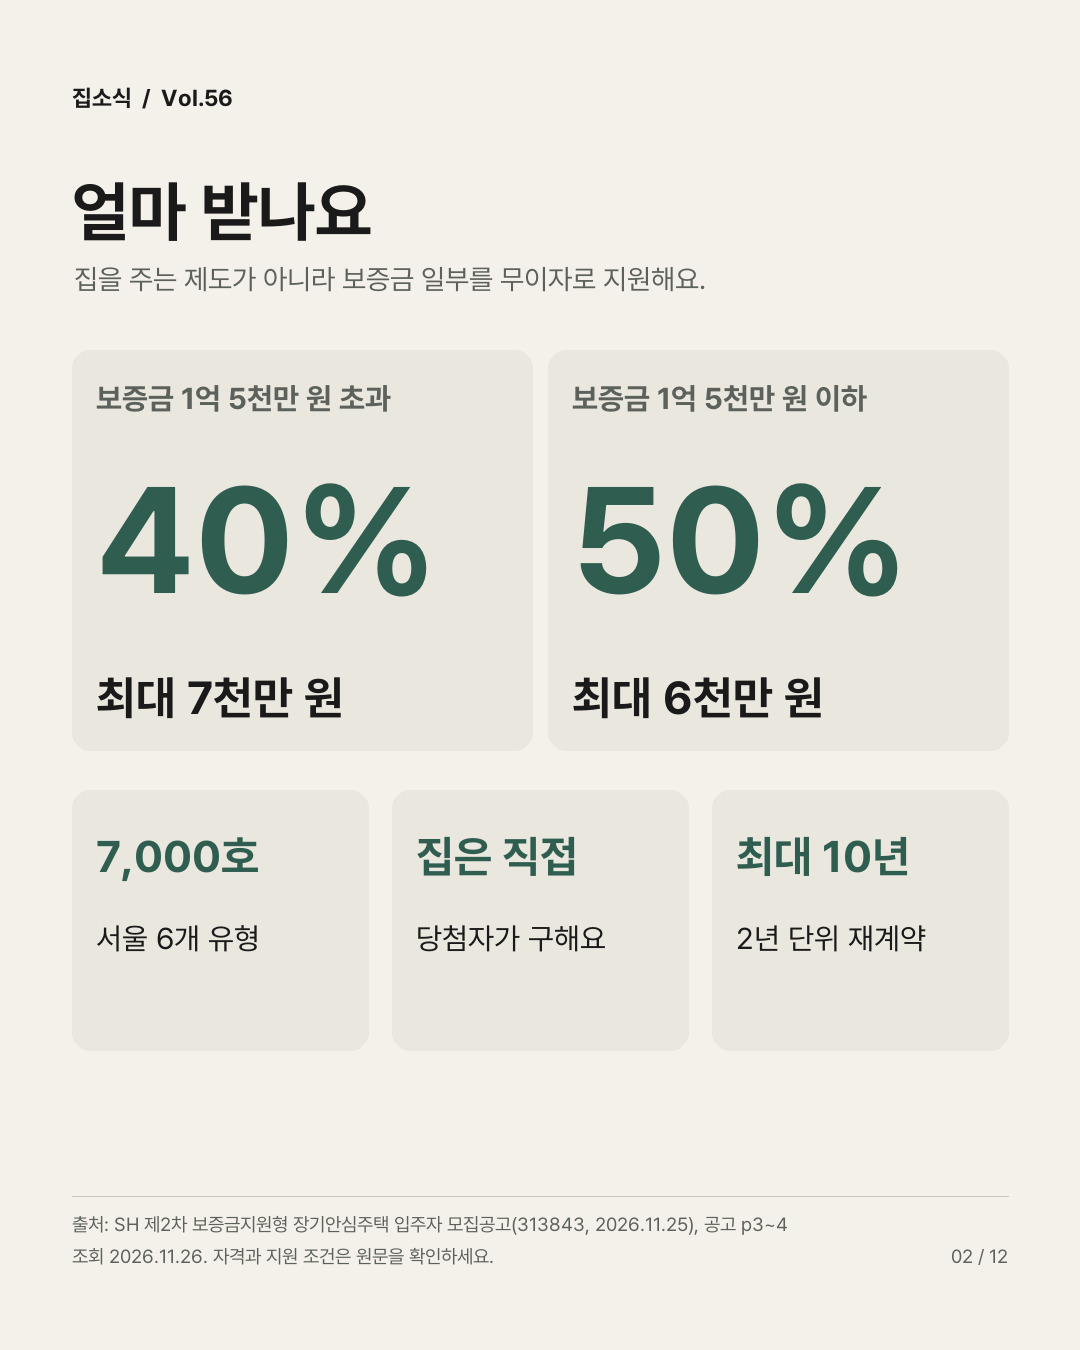 집소식 / Vol.56
얼마 받나요
집을 주는 제도가 아니라 보증금 일부를 무이자로 지원해요.
보증금 1억 5천만 원 초과
40%
최대 7천만 원
보증금 1억 5천만 원 이하
50%
최대 6천만 원
7,000호
서울 6개 유형
집은 직접
당첨자가 구해요
최대 10년
2년 단위 재계약
출처: SH 제2차 보증금지원형 장기안심주택 입주자 모집공고(313843, 2026.11.25), 공고 p3~4
조회 2026.11.26. 자격과 지원 조건은 원문을 확인하세요.
02 / 12